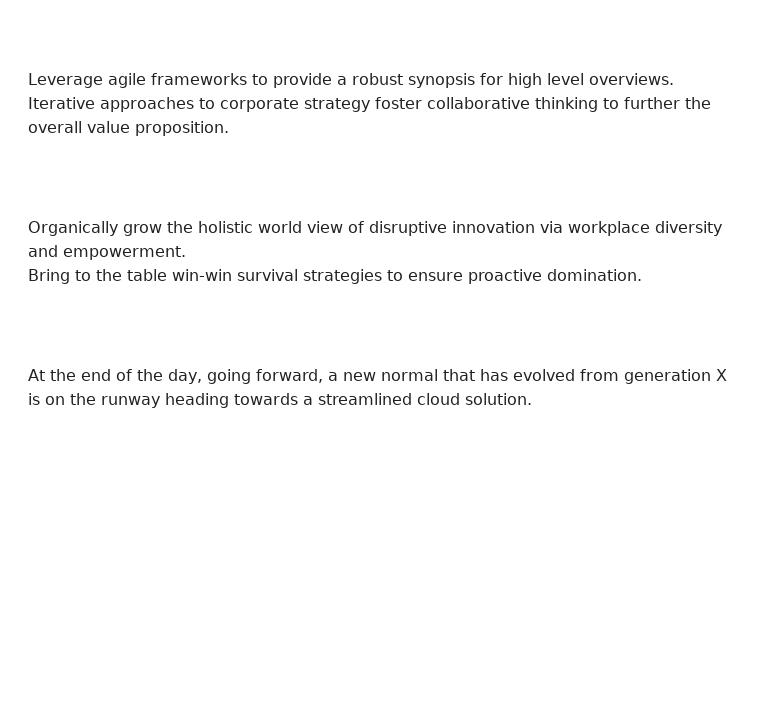 Leverage agile frameworks to provide a robust synopsis for high level overviews.
Iterative approaches to corporate strategy foster collaborative thinking to further the
overall value proposition.
Organically grow the holistic world view of disruptive innovation via workplace diversity
and empowerment.
Bring to the table win-win survival strategies to ensure proactive domination.
At the end of the day, going forward, a new normal that has evolved from generation X
is on the runway heading towards a streamlined cloud solution.